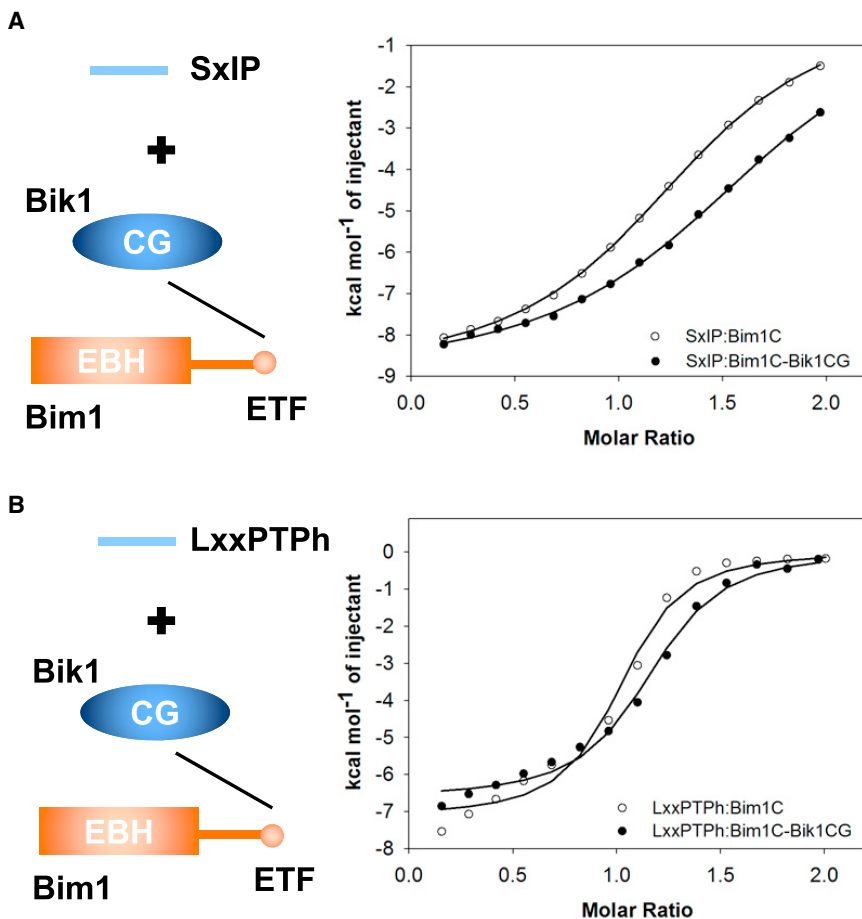 A
SxIP
Bik1
CG
EBH
Bim1
ETF
kcal mol⁻¹ of injectant
-1
-2
-3
-4
-5
-6
-7
-8
-9
SxIP:Bim1C
SxIP:Bim1C-Bik1CG
0.0 0.5 1.0 1.5 2.0
Molar Ratio
B
LxxPTPh
Bik1
CG
EBH
Bim1
ETF
kcal mol⁻¹ of injectant
0
-1
-2
-3
-4
-5
-6
-7
-8
LxxPTPh:Bim1C
LxxPTPh:Bim1C-Bik1CG
0.0 0.5 1.0 1.5 2.0
Molar Ratio